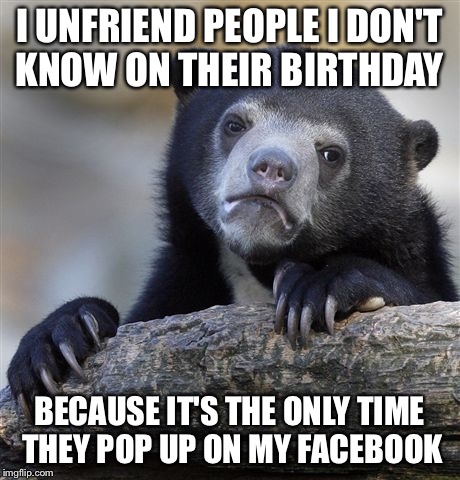 I UNFRIEND PEOPLE I DON'T
KNOW ON THEIR BIRTHDAY
BECAUSE IT'S THE ONLY TIME
THEY POP UP ON MY FACEBOOK
imgflip.com